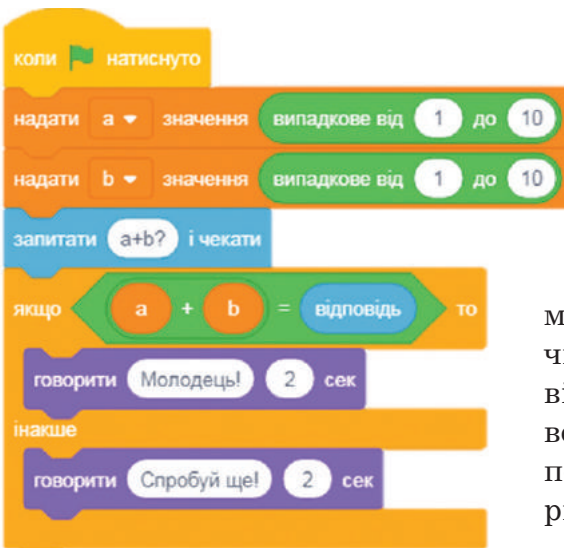 коли натиснуто
надати a значення випадкове від 1 до 10
надати b значення випадкове від 1 до 10
запитати a+b? і чекати
якщо a + b = відповідь то
говорити Молодець! 2 сек
інакше
говорити Спробуй ще! 2 сек